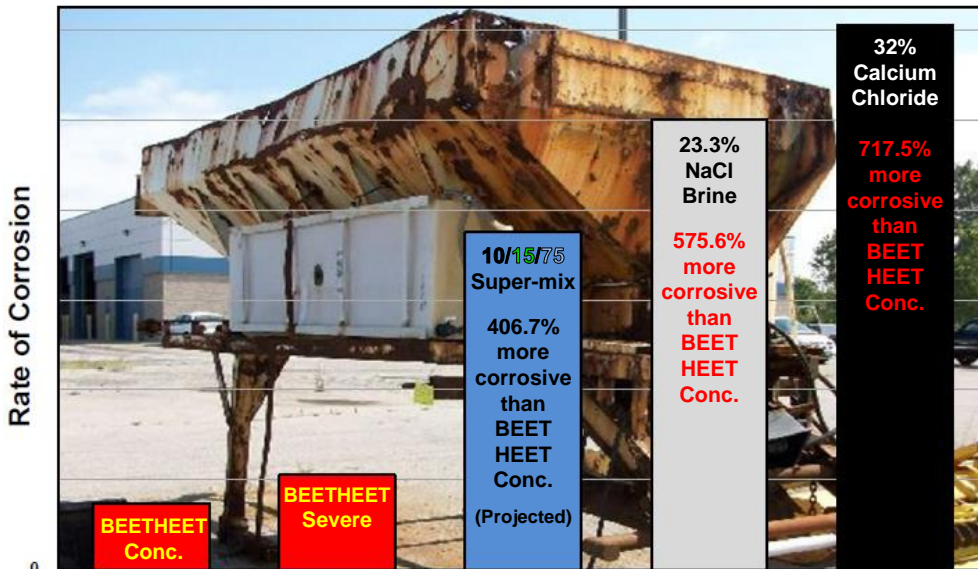 Rate of Corrosion
0
BEETHEET
Conc.
BEETHEET
Severe
10/15/75
Super-mix
406.7%
more
corrosive
than
BEET
HEET
Conc.
(Projected)
23.3%
NaCl
Brine
575.6%
more
corrosive
than
BEET
HEET
Conc.
32%
Calcium
Chloride
717.5%
more
corrosive
than
BEET
HEET
Conc.